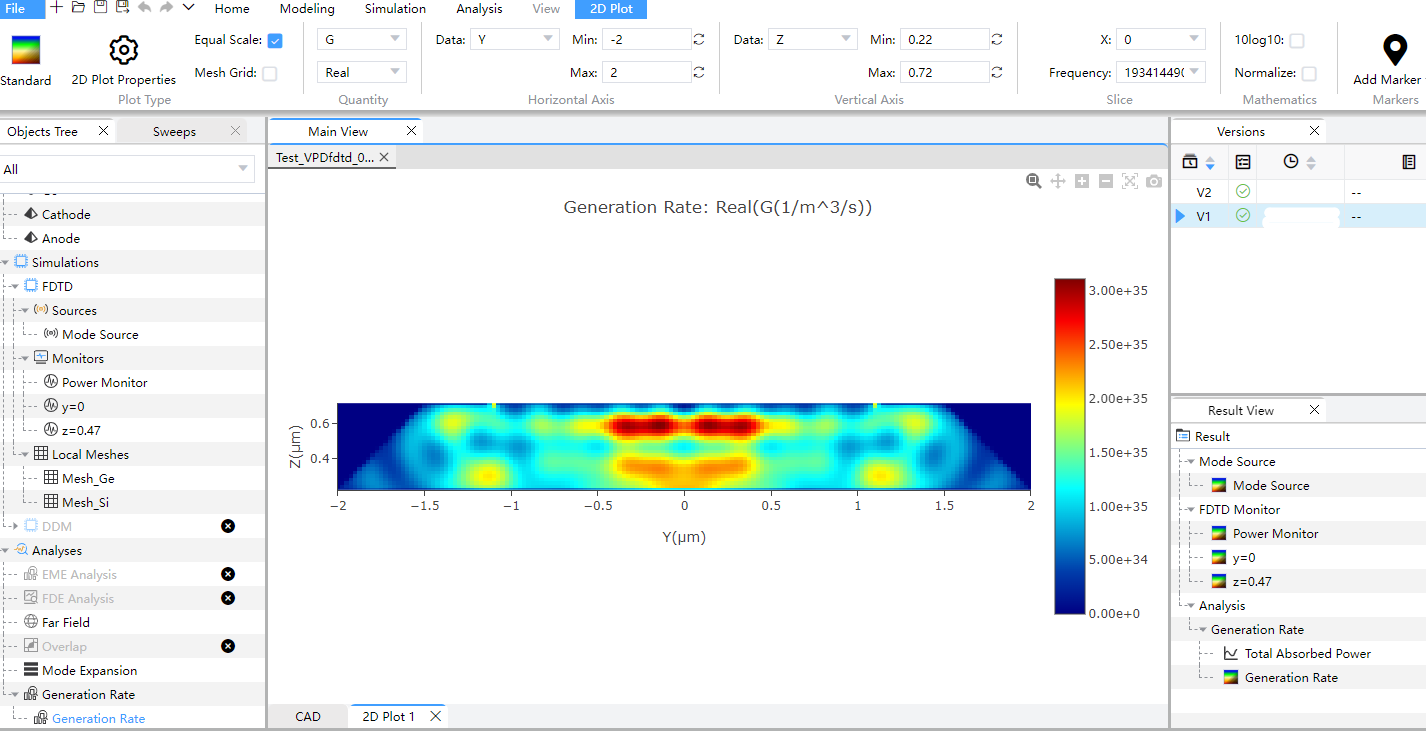 File Home Modeling Simulation Analysis View 2D Plot
Equal Scale: G Data: Y Min: -2 Data: Z Min: 0.22 X: 0 10log10:
Standard 2D Plot Properties Mesh Grid: Real Max: 2 Max: 0.72 Frequency: 19341449( Normalize: Add Marker
Plot Type Quantity Horizontal Axis Vertical Axis Slice Mathematics Markers
Objects Tree Sweeps
All
Cathode
Anode
Simulations
FDTD
Sources
Mode Source
Monitors
Power Monitor
y=0
z=0.47
Local Meshes
Mesh_Ge
Mesh_Si
DDM
Analyses
EME Analysis
FDE Analysis
Far Field
Overlap
Mode Expansion
Generation Rate
Generation Rate
Main View
Test_VPDfdtd_0...
Generation Rate: Real(G(1/m^3/s))
3.00e+35
2.50e+35
2.00e+35
1.50e+35
1.00e+35
5.00e+34
0.00e+0
Z(μm)
0.6
0.4
−2 −1.5 −1 −0.5 0 0.5 1 1.5 2
Y(μm)
CAD 2D Plot 1
Versions
V2 --
V1 --
Result View
Result
Mode Source
Mode Source
FDTD Monitor
Power Monitor
y=0
z=0.47
Analysis
Generation Rate
Total Absorbed Power
Generation Rate